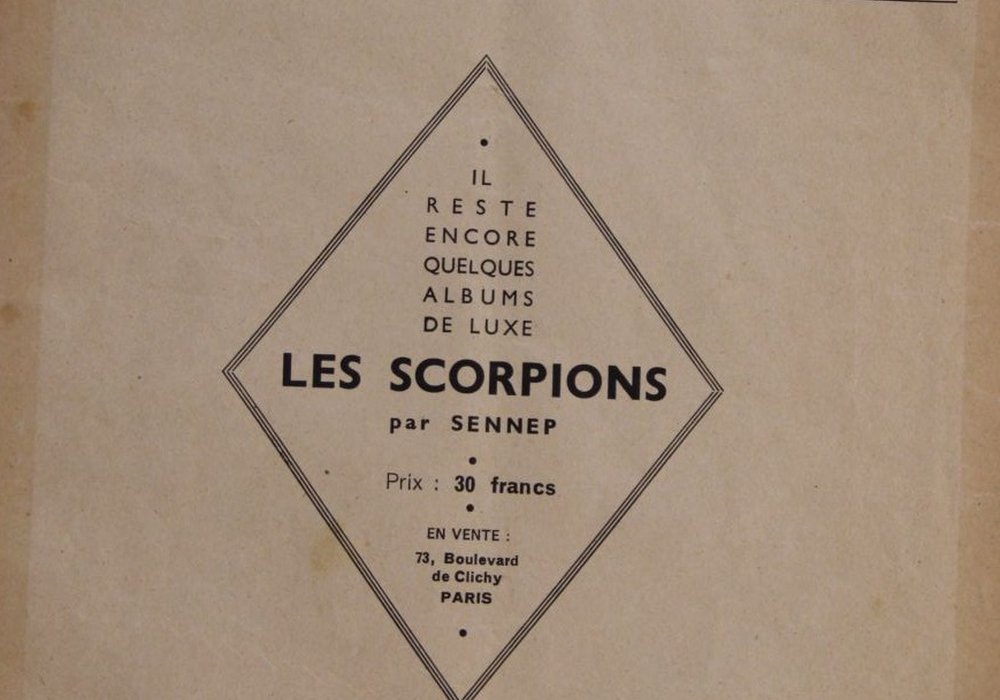 IL
RESTE
ENCORE
QUELQUES
ALBUMS
DE LUXE
LES SCORPIONS
par SENNEP
Prix : 30 francs
EN VENTE :
73, Boulevard
de Clichy
PARIS